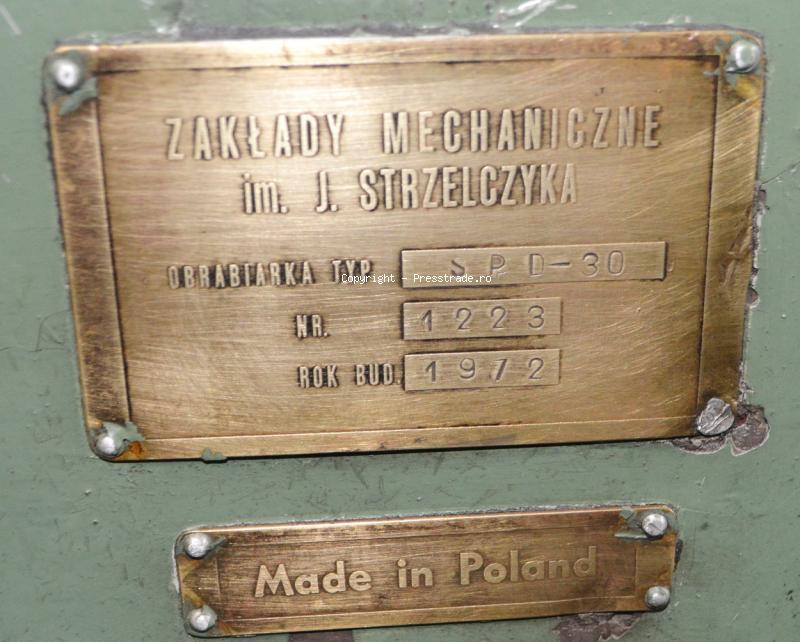 ZAKŁADY MECHANICZNE
im. J. STRZELCZYKA
OBRABIARKA TYP SPD-30
Copyright - Presstrade.ro
NR. 1223
ROK BUD. 1972
Made in Poland